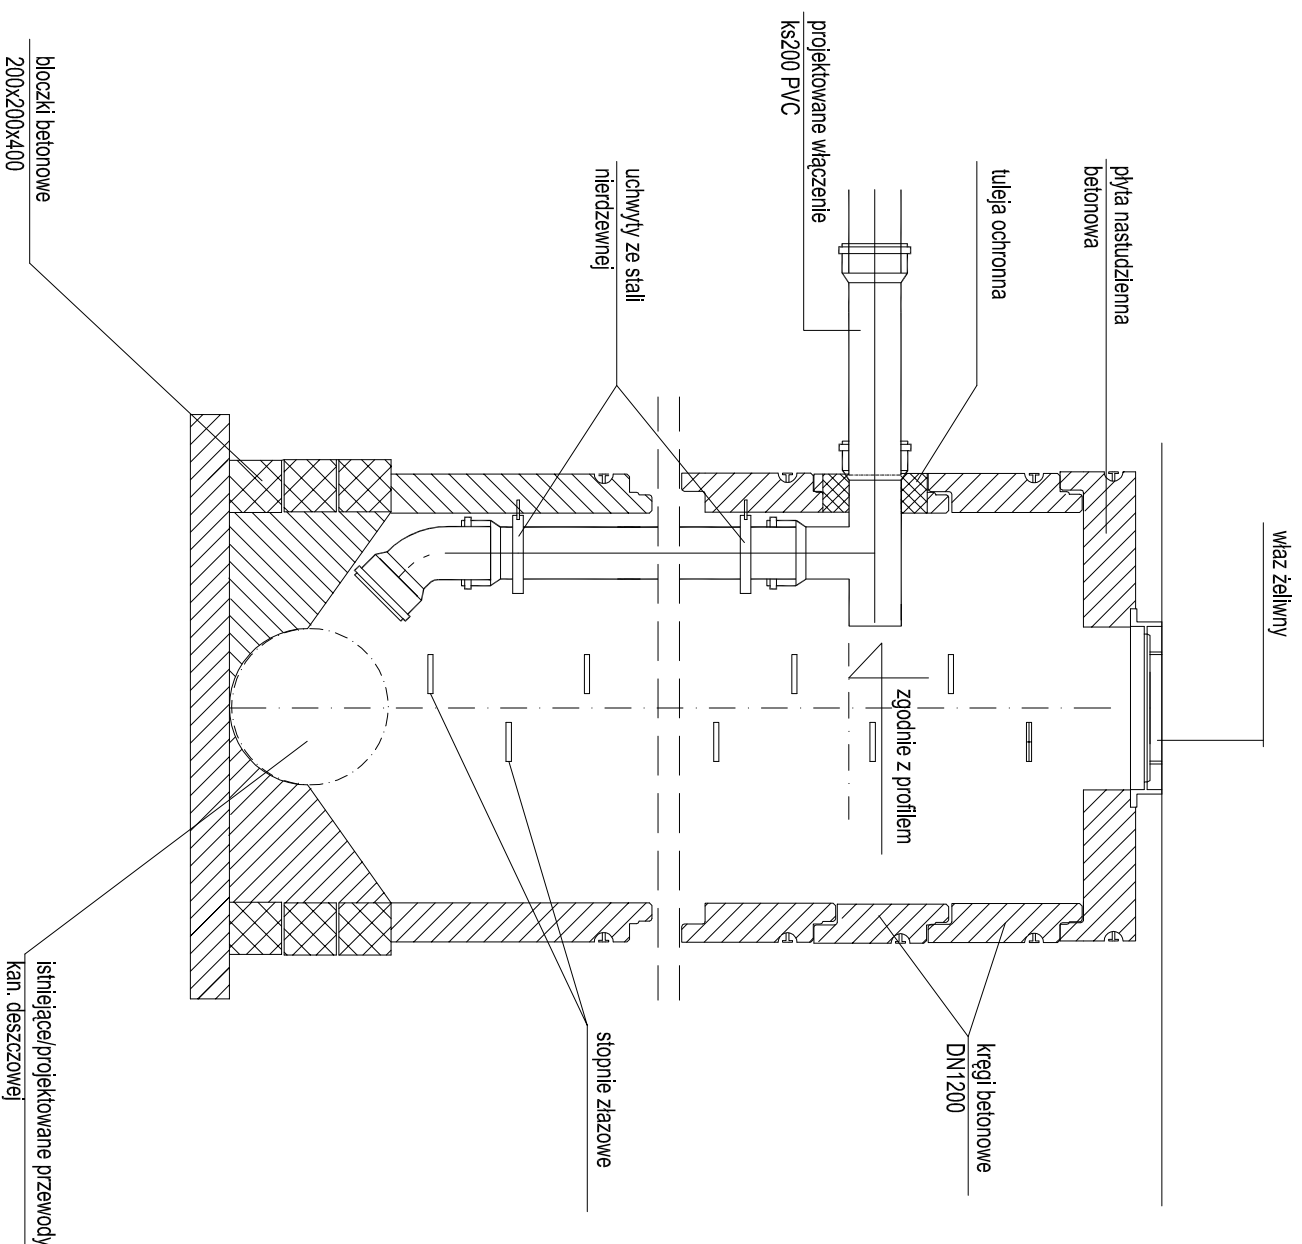 właz żeliwny
płyta nastudzienna
betonowa
tuleja ochronna
projektowane włączenie
ks200 PVC
uchwyty ze stali
nierdzewnej
bloczki betonowe
200x200x400
zgodnie z profilem
kręgi betonowe
DN1200
stopnie złazowe
istniejące/projektowane przewody
kan. deszczowej